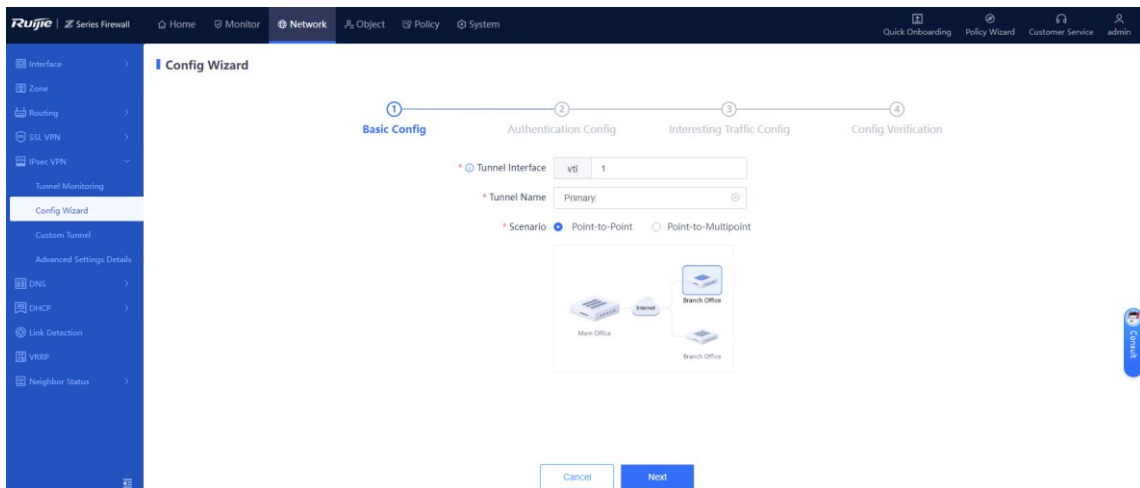 Ruijie | Z Series Firewall Home Monitor Network Object Policy System Quick Onboarding Policy Wizard Customer Service admin
Interface
Zone
Routing
SSL VPN
IPsec VPN
Tunnel Monitoring
Config Wizard
Custom Tunnel
Advanced Settings Details
DNS
DHCP
Link Detection
VRRP
Neighbor Status
Config Wizard
1 2 3 4
Basic Config Authentication Config Interesting Traffic Config Config Verification
* Tunnel Interface vti 1
* Tunnel Name Primary
* Scenario Point-to-Point Point-to-Multipoint
Branch Office
Internet
Main Office
Branch Office
Consult
Cancel Next